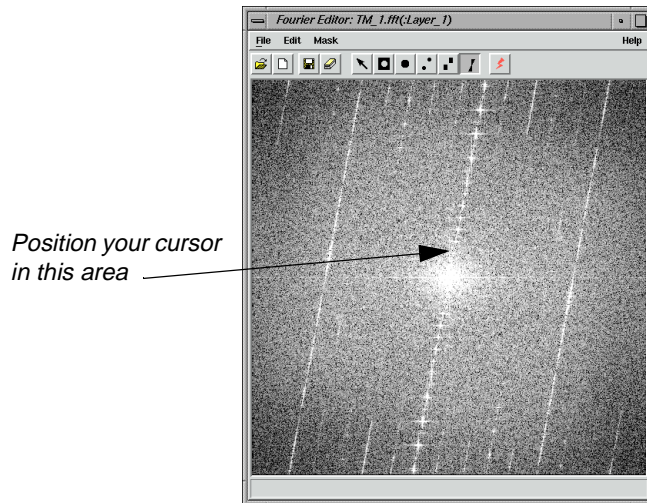 Fourier Editor: TM_1.fft(:Layer_1)
File Edit Mask Help
Position your cursor
in this area